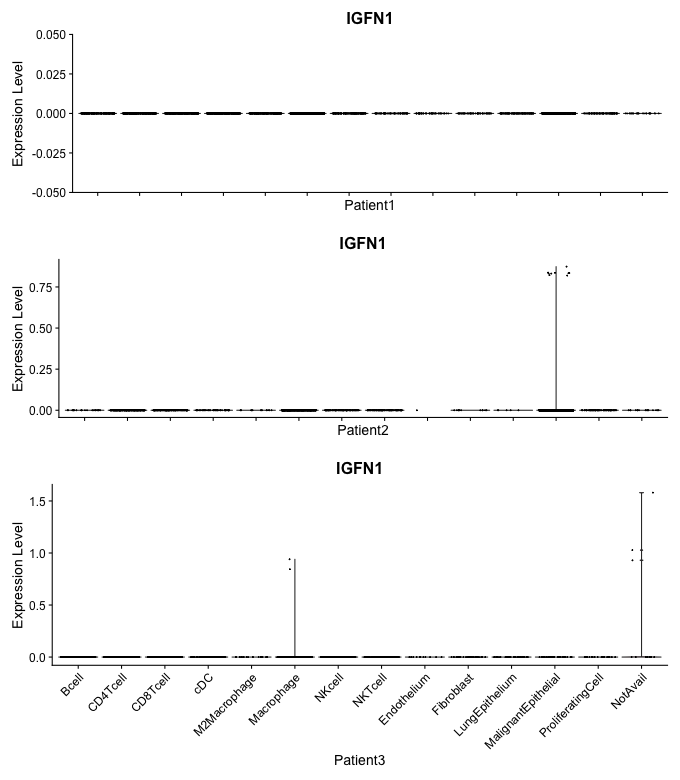 IGFN1
Expression Level
0.050
0.025
0.000
-0.025
-0.050
Patient1
IGFN1
Expression Level
0.75
0.50
0.25
0.00
Patient2
IGFN1
Expression Level
1.5
1.0
0.5
0.0
Bcell
CD4Tcell
CD8Tcell
cDC
M2Macrophage
Macrophage
NKcell
NKTcell
Endothelium
Fibroblast
LungEpithelium
MalignantEpithelial
ProliferatingCell
NotAvail
Patient3